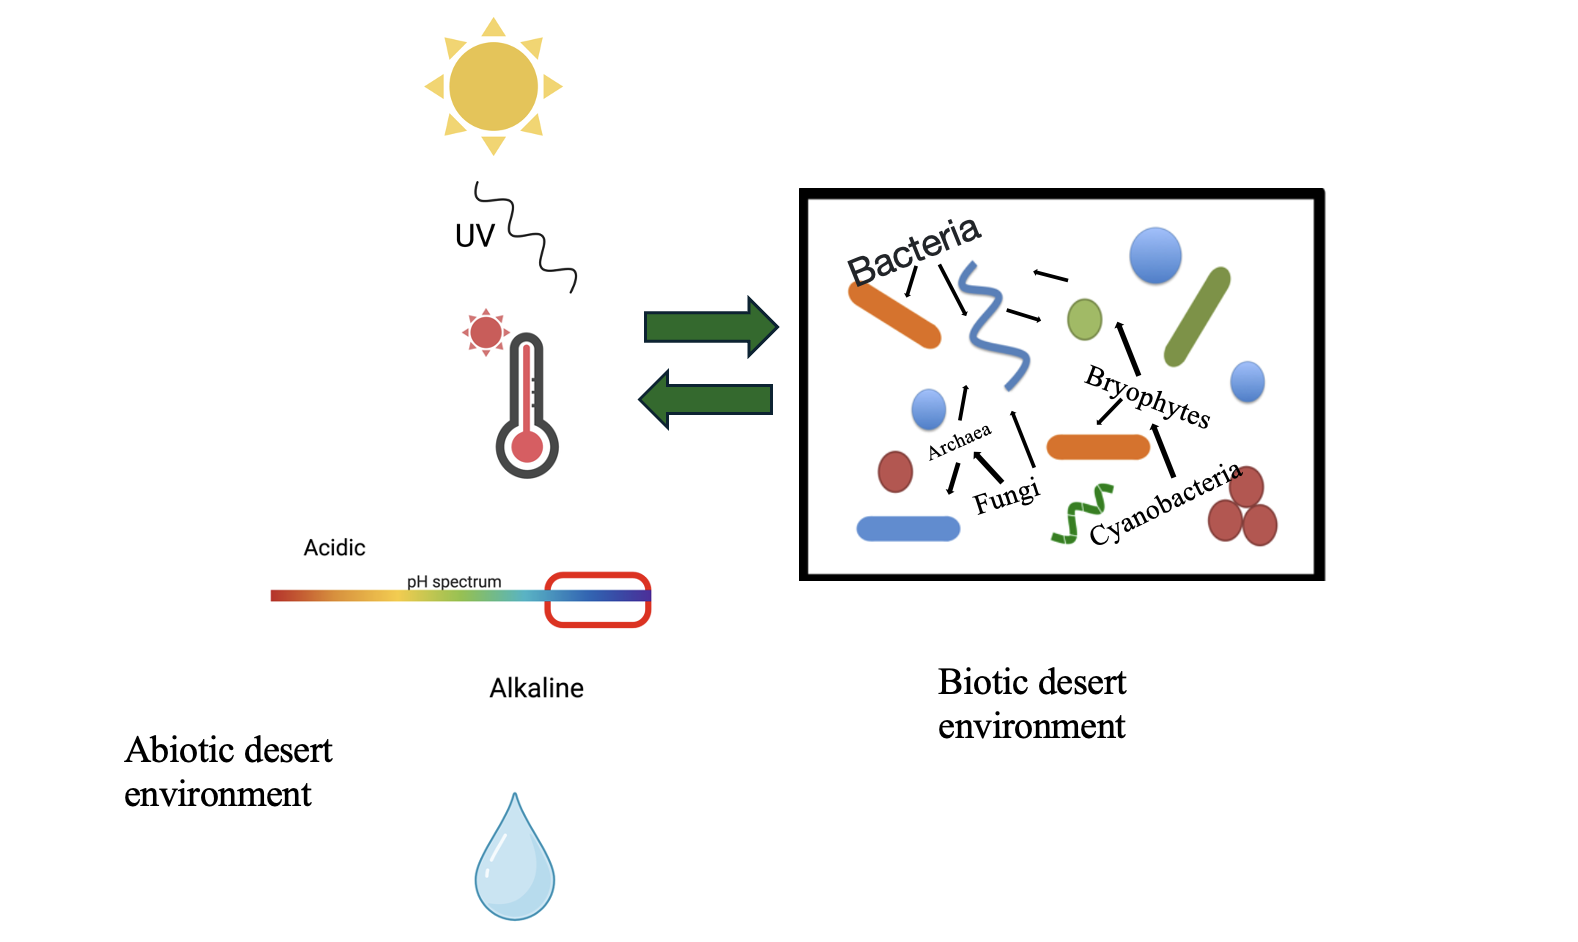 UV
Acidic
pH spectrum
Alkaline
Abiotic desert
environment
Bacteria
Bryophytes
Archaea
Fungi
Cyanobacteria
Biotic desert
environment